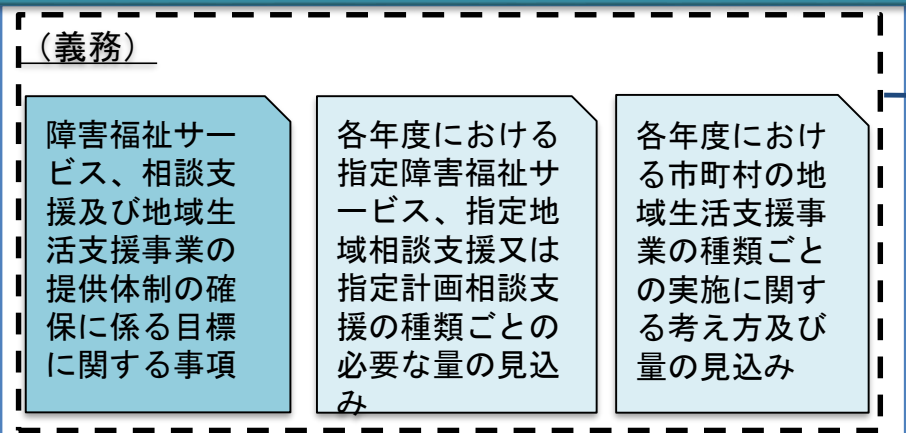 （義務）
障害福祉サー
ビス、相談支
援及び地域生
活支援事業の
提供体制の確
保に係る目標
に関する事項
各年度における
指定障害福祉サ
ービス、指定地
域相談支援又は
指定計画相談支
援の種類ごとの
必要な量の見込
み
各年度におけ
る市町村の地
域生活支援事
業の種類ごと
の実施に関す
る考え方及び
量の見込み